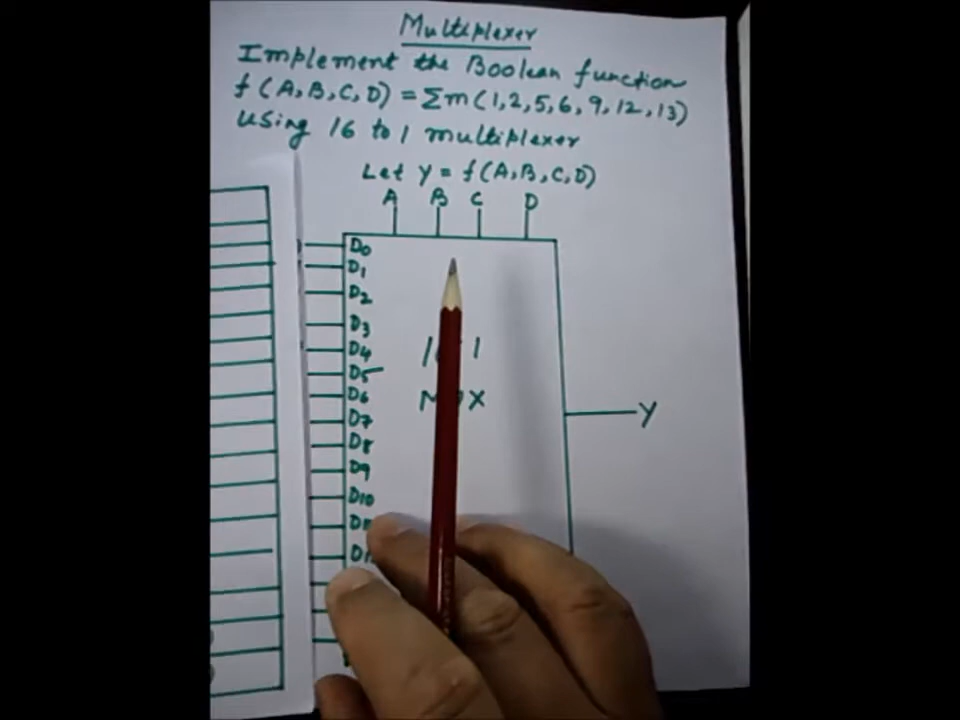 Multiplexer
Implement the Boolean function
f(A,B,C,D) = Σm(1,2,5,6,9,12,13)
using 16 to 1 multiplexer
Let Y = f(A,B,C,D)
A B C D
D0
D1
D2
D3
D4
D5
D6
D7
D8
D9
D10
Y